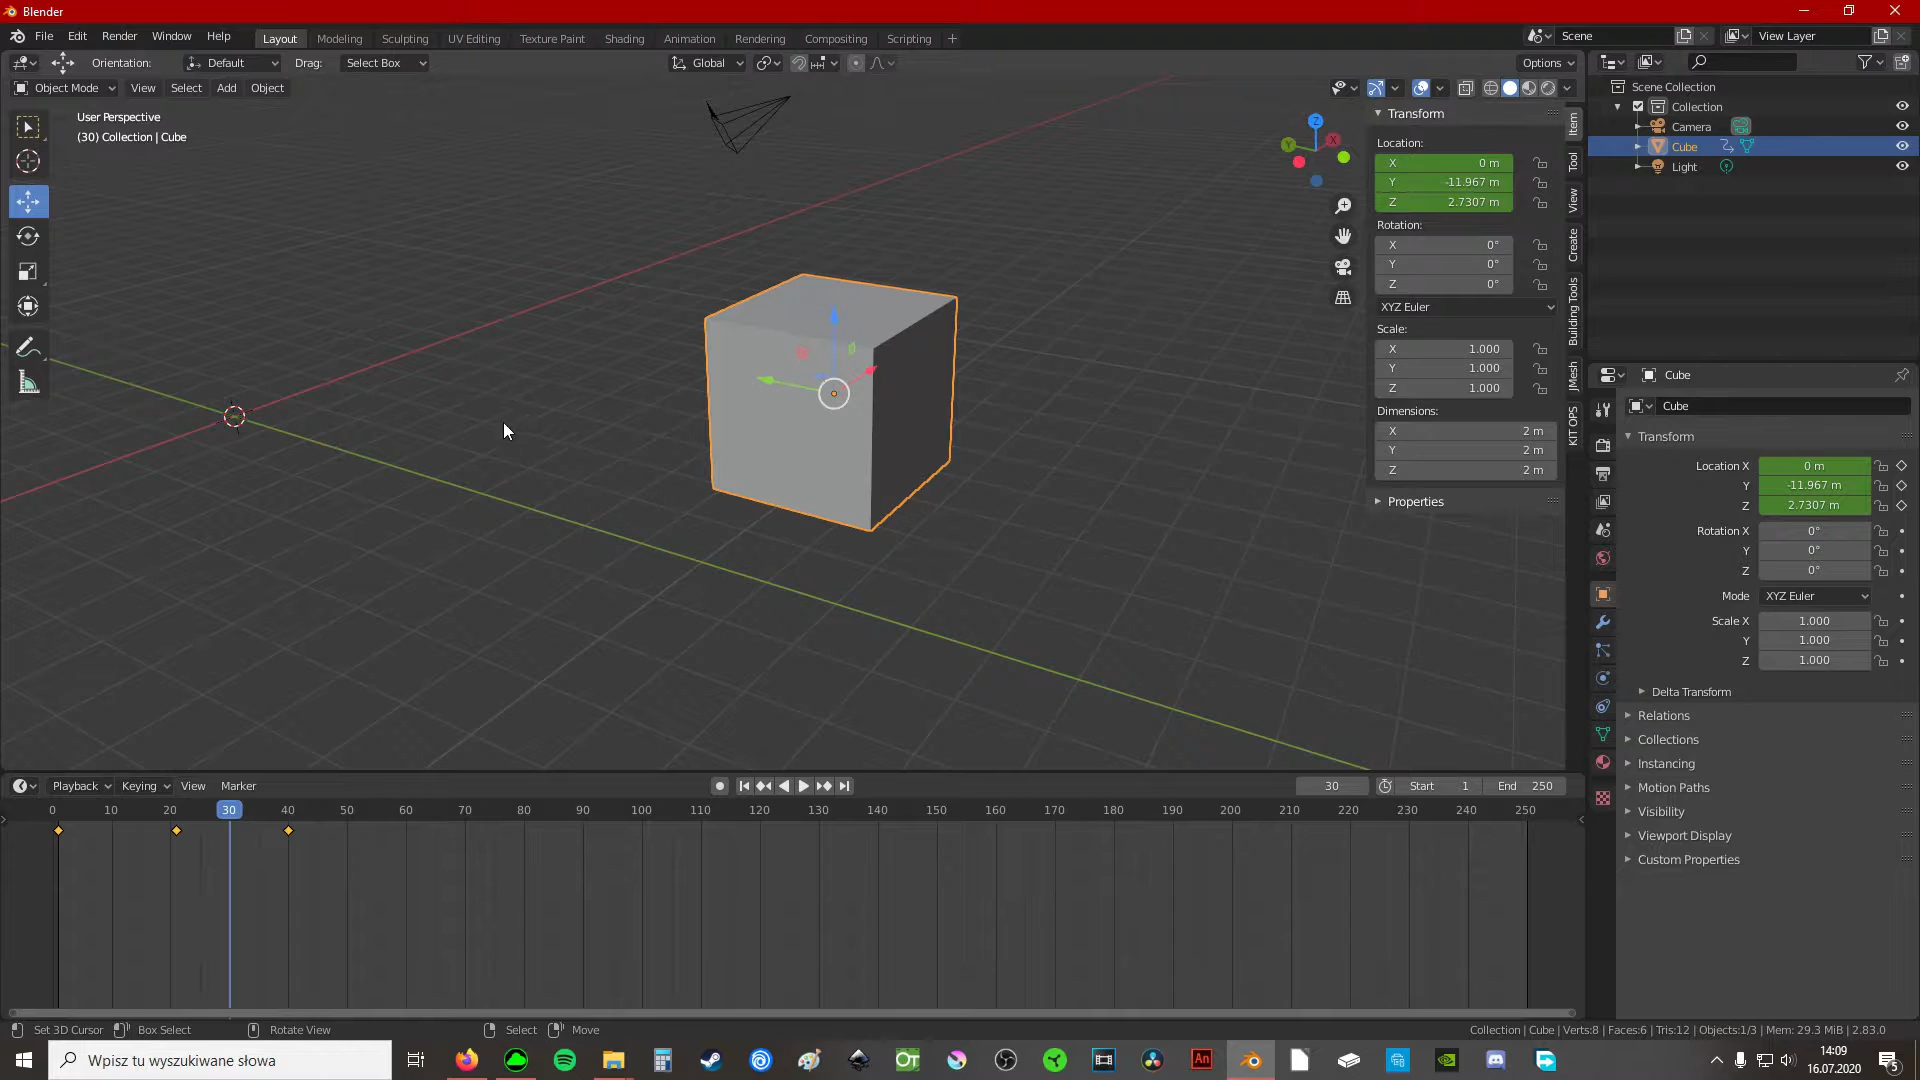 Blender
File Edit Render Window Help
Layout Modeling Sculpting UV Editing Texture Paint Shading Animation Rendering Compositing Scripting +
Scene
View Layer
Orientation: Default Drag: Select Box
Global
Options
Object Mode View Select Add Object
User Perspective
(30) Collection | Cube
Z
Y
X
Transform
Location:
X 0 m
Y -11.967 m
Z 2.7307 m
Rotation:
X 0°
Y 0°
Z 0°
XYZ Euler
Scale:
X 1.000
Y 1.000
Z 1.000
Dimensions:
X 2 m
Y 2 m
Z 2 m
Properties
Item
Tool
View
Create
Building Tools
JMesh
KIT OPS
Scene Collection
Collection
Camera
Cube
Light
Cube
Cube
Transform
Location X 0 m
Y -11.967 m
Z 2.7307 m
Rotation X 0°
Y 0°
Z 0°
Mode XYZ Euler
Scale X 1.000
Y 1.000
Z 1.000
Delta Transform
Relations
Collections
Instancing
Motion Paths
Visibility
Viewport Display
Custom Properties
Playback Keying View Marker
30 Start 1 End 250
0 10 20 30 40 50 60 70 80 90 100 110 120 130 140 150 160 170 180 190 200 210 220 230 240 250
Set 3D Cursor Box Select Rotate View Select Move
Collection | Cube | Verts:8 | Faces:6 | Tris:12 | Objects:1/3 | Mem: 29.3 MiB | 2.83.0
Wpisz tu wyszukiwane słowa
OT
An
14:09
16.07.2020
5